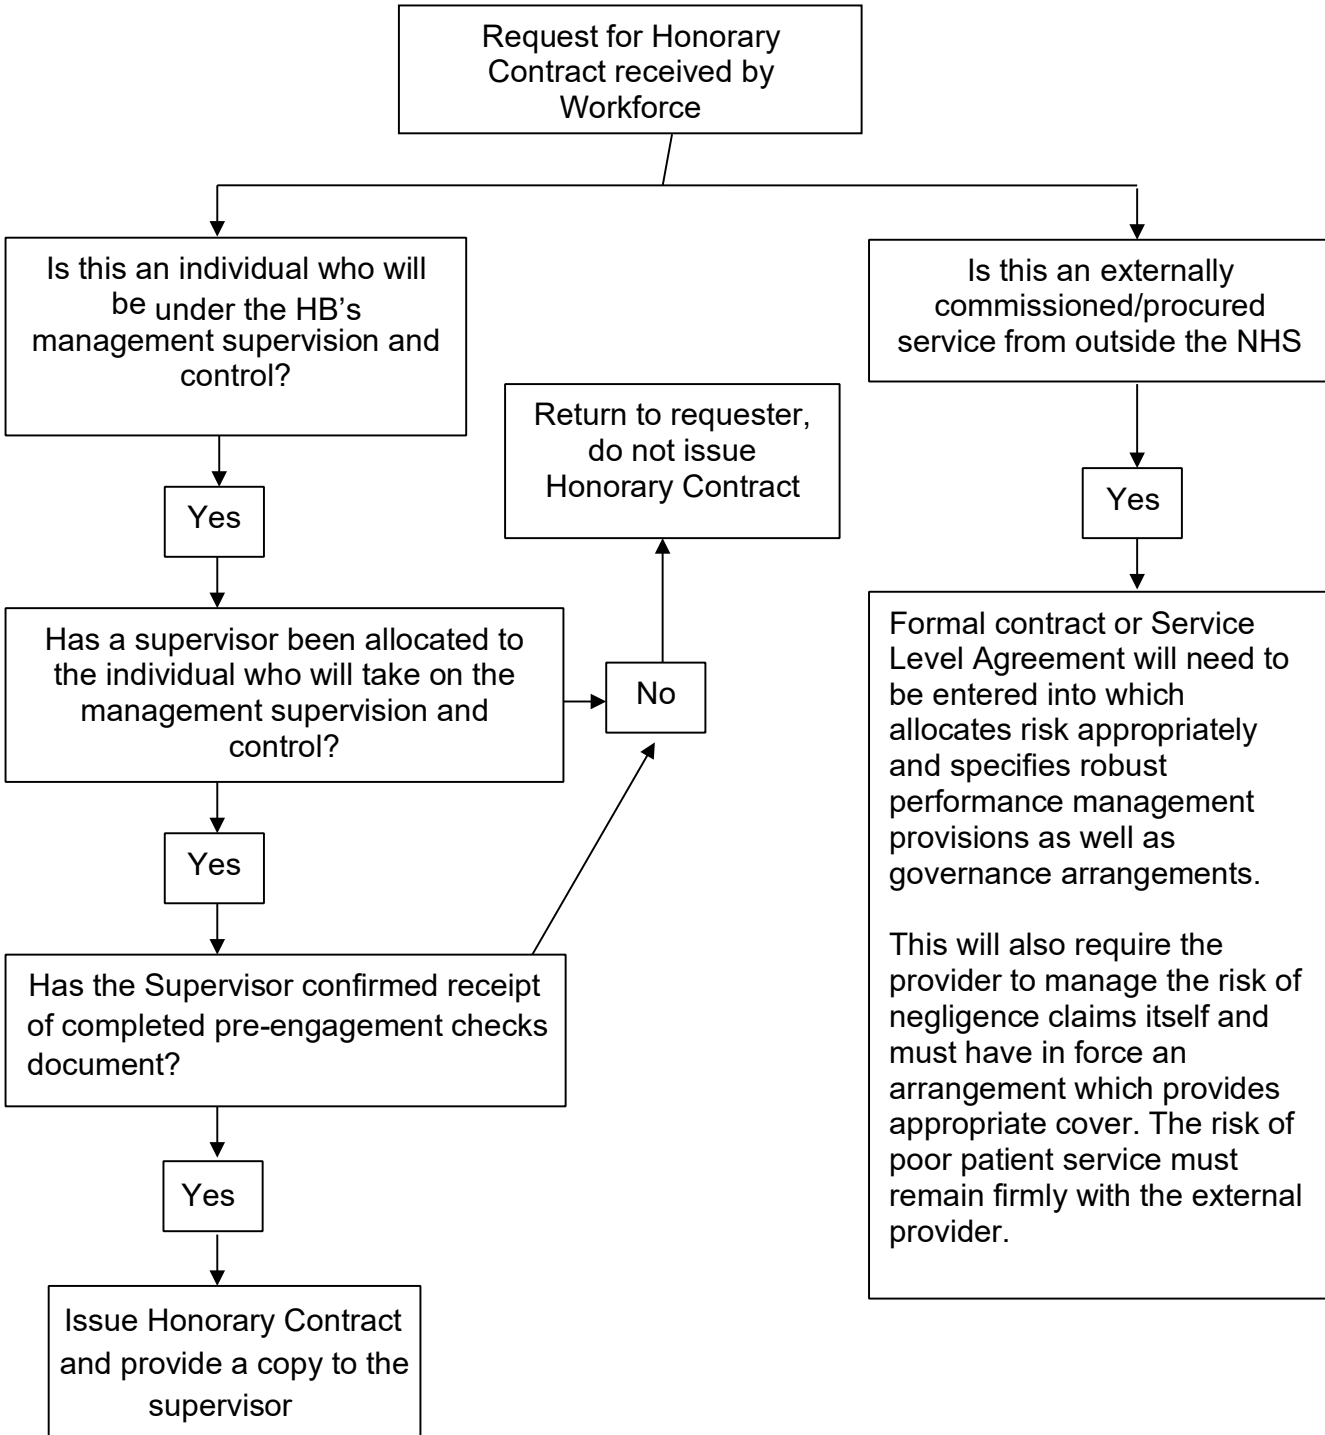 Request for Honorary
Contract received by
Workforce
Is this an individual who will
be under the HB’s
management supervision and
control?
Is this an externally
commissioned/procured
service from outside the NHS
Return to requester,
do not issue
Honorary Contract
Yes
Yes
Has a supervisor been allocated to
the individual who will take on the
management supervision and
control?
No
Formal contract or Service
Level Agreement will need to
be entered into which
allocates risk appropriately
and specifies robust
performance management
provisions as well as
governance arrangements.
This will also require the
provider to manage the risk of
negligence claims itself and
must have in force an
arrangement which provides
appropriate cover. The risk of
poor patient service must
remain firmly with the external
provider.
Yes
Has the Supervisor confirmed receipt
of completed pre-engagement checks
document?
Yes
Issue Honorary Contract
and provide a copy to the
supervisor